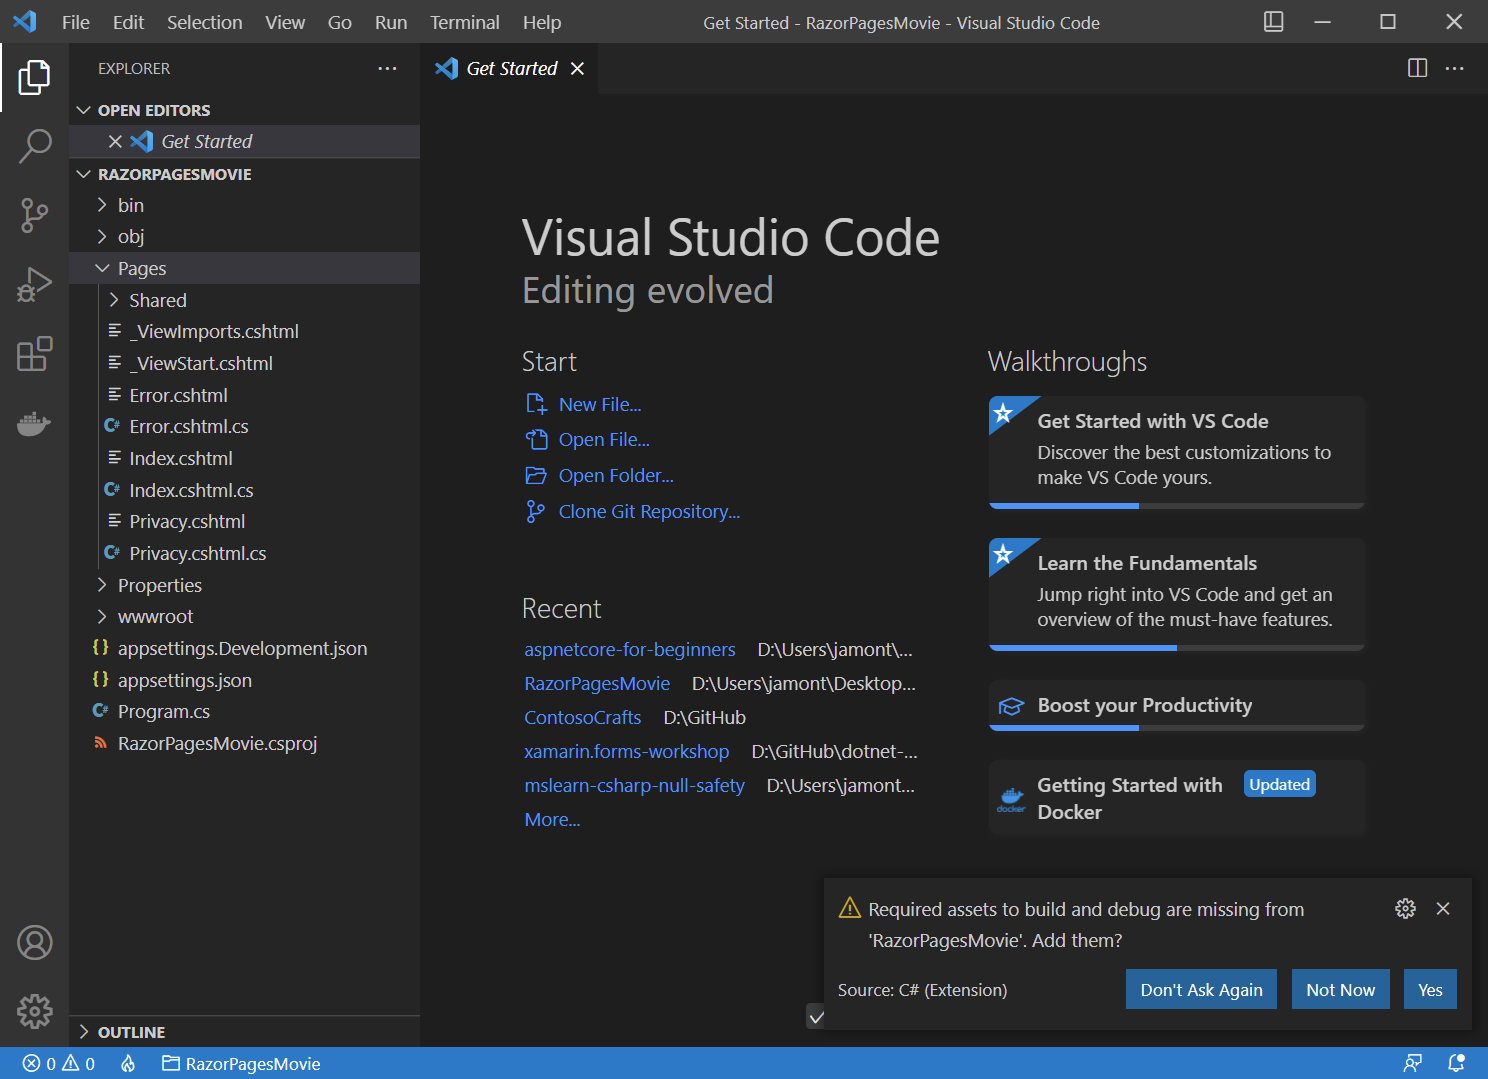 File Edit Selection View Go Run Terminal Help
Get Started - RazorPagesMovie - Visual Studio Code
EXPLORER
OPEN EDITORS
Get Started
RAZORPAGESMOVIE
bin
obj
Pages
Shared
_ViewImports.cshtml
_ViewStart.cshtml
Error.cshtml
C# Error.cshtml.cs
Index.cshtml
C# Index.cshtml.cs
Privacy.cshtml
C# Privacy.cshtml.cs
Properties
wwwroot
{} appsettings.Development.json
{} appsettings.json
C# Program.cs
RazorPagesMovie.csproj
OUTLINE
Get Started
Visual Studio Code
Editing evolved
Start
New File...
Open File...
Open Folder...
Clone Git Repository...
Recent
aspnetcore-for-beginners D:\Users\jamont\...
RazorPagesMovie D:\Users\jamont\Desktop...
ContosoCrafts D:\GitHub
xamarin.forms-workshop D:\GitHub\dotnet-...
mslearn-csharp-null-safety D:\Users\jamont...
More...
Walkthroughs
Get Started with VS Code
Discover the best customizations to
make VS Code yours.
Learn the Fundamentals
Jump right into VS Code and get an
overview of the must-have features.
Boost your Productivity
docker
Getting Started with
Docker
Updated
Required assets to build and debug are missing from
'RazorPagesMovie'. Add them?
Source: C# (Extension)
Don't Ask Again
Not Now
Yes
0 0 RazorPagesMovie